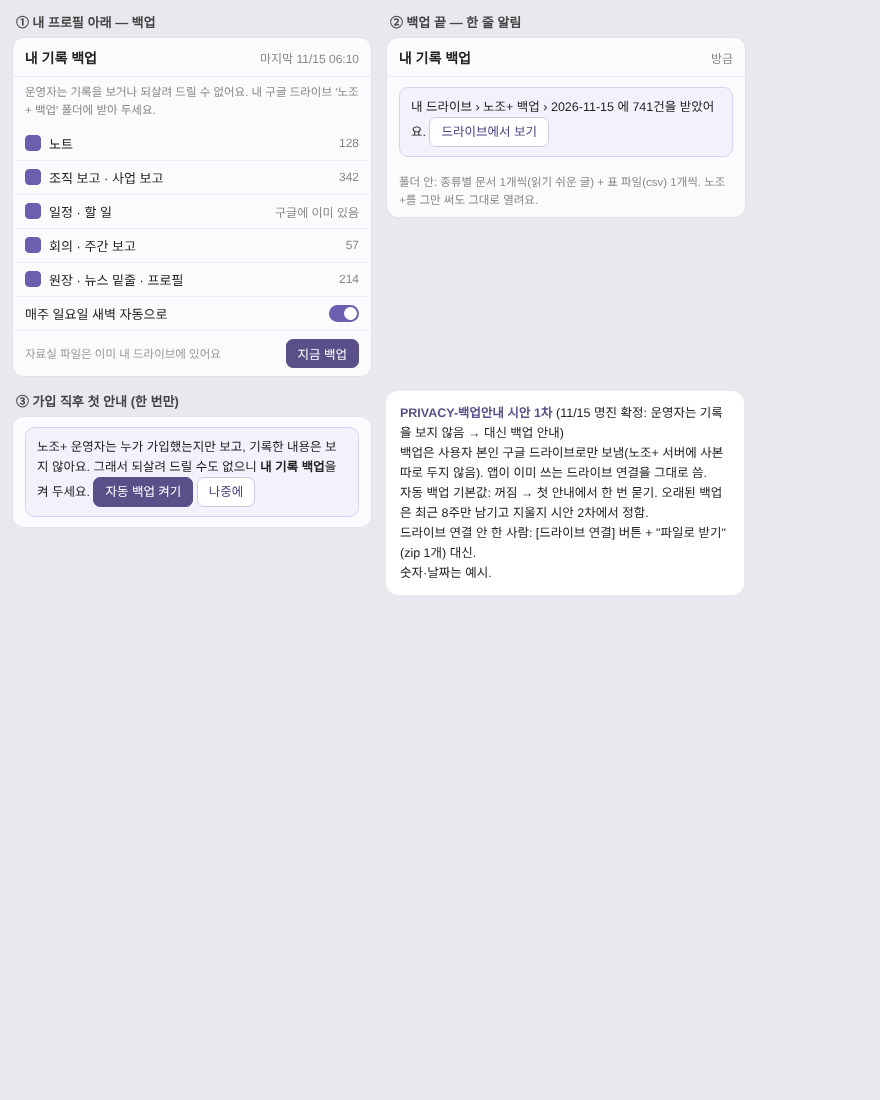 ① 내 프로필 아래 — 백업
내 기록 백업
마지막 11/15 06:10
운영자는 기록을 보거나 되살려 드릴 수 없어요. 내 구글 드라이브 '노조
+ 백업' 폴더에 받아 두세요.
노트
128
조직 보고 · 사업 보고
342
일정 · 할 일
구글에 이미 있음
회의 · 주간 보고
57
원장 · 뉴스 밑줄 · 프로필
214
매주 일요일 새벽 자동으로
자료실 파일은 이미 내 드라이브에 있어요
지금 백업
② 백업 끝 — 한 줄 알림
내 기록 백업
방금
내 드라이브 › 노조+ 백업 › 2026-11-15 에 741건을 받았어
요. 드라이브에서 보기
폴더 안: 종류별 문서 1개씩(읽기 쉬운 글) + 표 파일(csv) 1개씩. 노조
+를 그만 써도 그대로 열려요.
③ 가입 직후 첫 안내 (한 번만)
노조+ 운영자는 누가 가입했는지만 보고, 기록한 내용은 보
지 않아요. 그래서 되살려 드릴 수도 없으니 내 기록 백업을
켜 두세요. 자동 백업 켜기 나중에
PRIVACY-백업안내 시안 1차 (11/15 명진 확정: 운영자는 기록
을 보지 않음 → 대신 백업 안내)
백업은 사용자 본인 구글 드라이브로만 보냄(노조+ 서버에 사본
따로 두지 않음). 앱이 이미 쓰는 드라이브 연결을 그대로 씀.
자동 백업 기본값: 꺼짐 → 첫 안내에서 한 번 묻기. 오래된 백업
은 최근 8주만 남기고 지울지 시안 2차에서 정함.
드라이브 연결 안 한 사람: [드라이브 연결] 버튼 + "파일로 받기"
(zip 1개) 대신.
숫자·날짜는 예시.